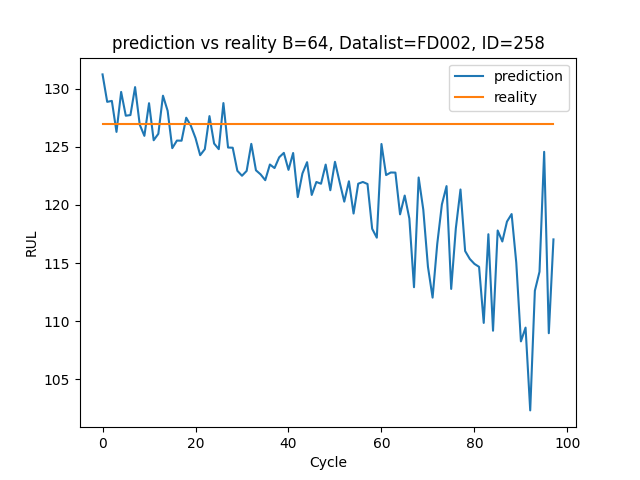 prediction vs reality B=64, Datalist=FD002, ID=258
prediction
reality
130
125
120
115
110
105
RUL
0
20
40
60
80
100
Cycle